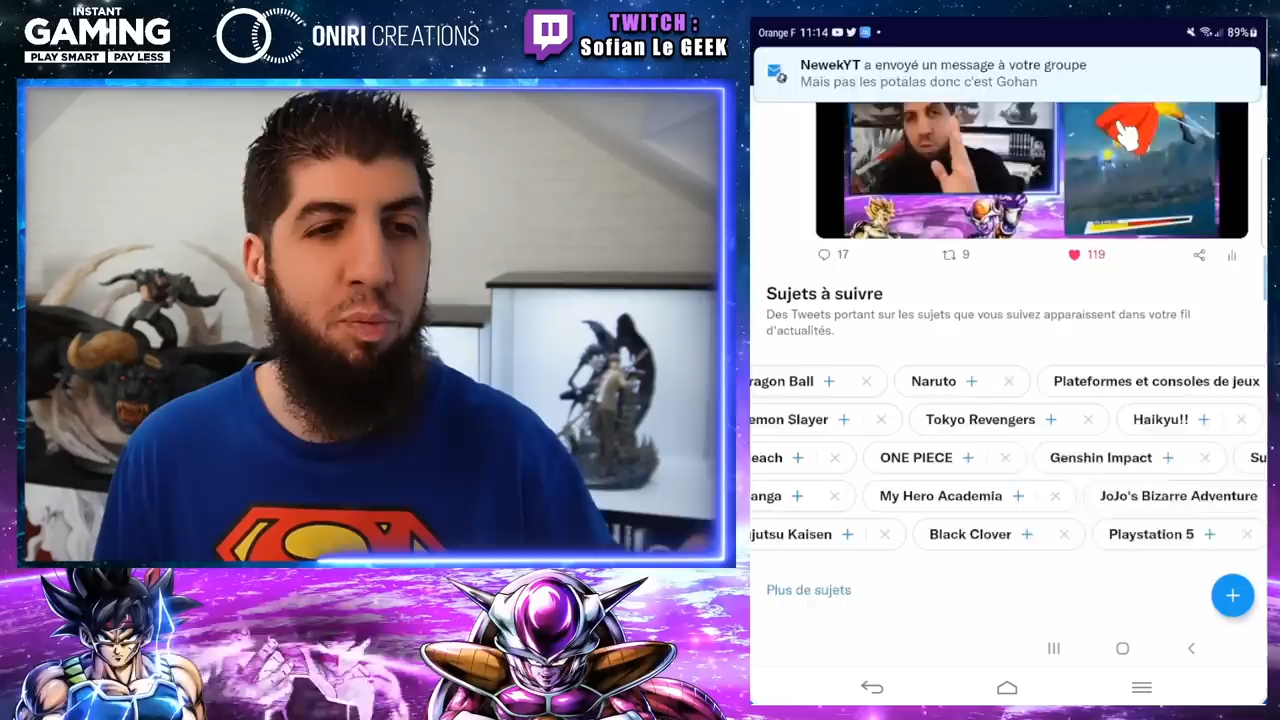 INSTANT
GAMING
PLAY SMART PAY LESS
ONIRI CREATIONS
TWITCH :
Sofian Le GEEK
Orange F 11:14
89%
NewekYT a envoyé un message à votre groupe
Mais pas les potalas donc c'est Gohan
17
9
119
Sujets à suivre
Des Tweets portant sur les sujets que vous suivez apparaissent dans votre fil
d'actualités.
ragon Ball + × Naruto + × Plateformes et consoles de jeux
emon Slayer + × Tokyo Revengers + × Haikyu!! + ×
each + × ONE PIECE + × Genshin Impact + × Su
anga + × My Hero Academia + × JoJo's Bizarre Adventure
jutsu Kaisen + × Black Clover + × Playstation 5 + ×
Plus de sujets